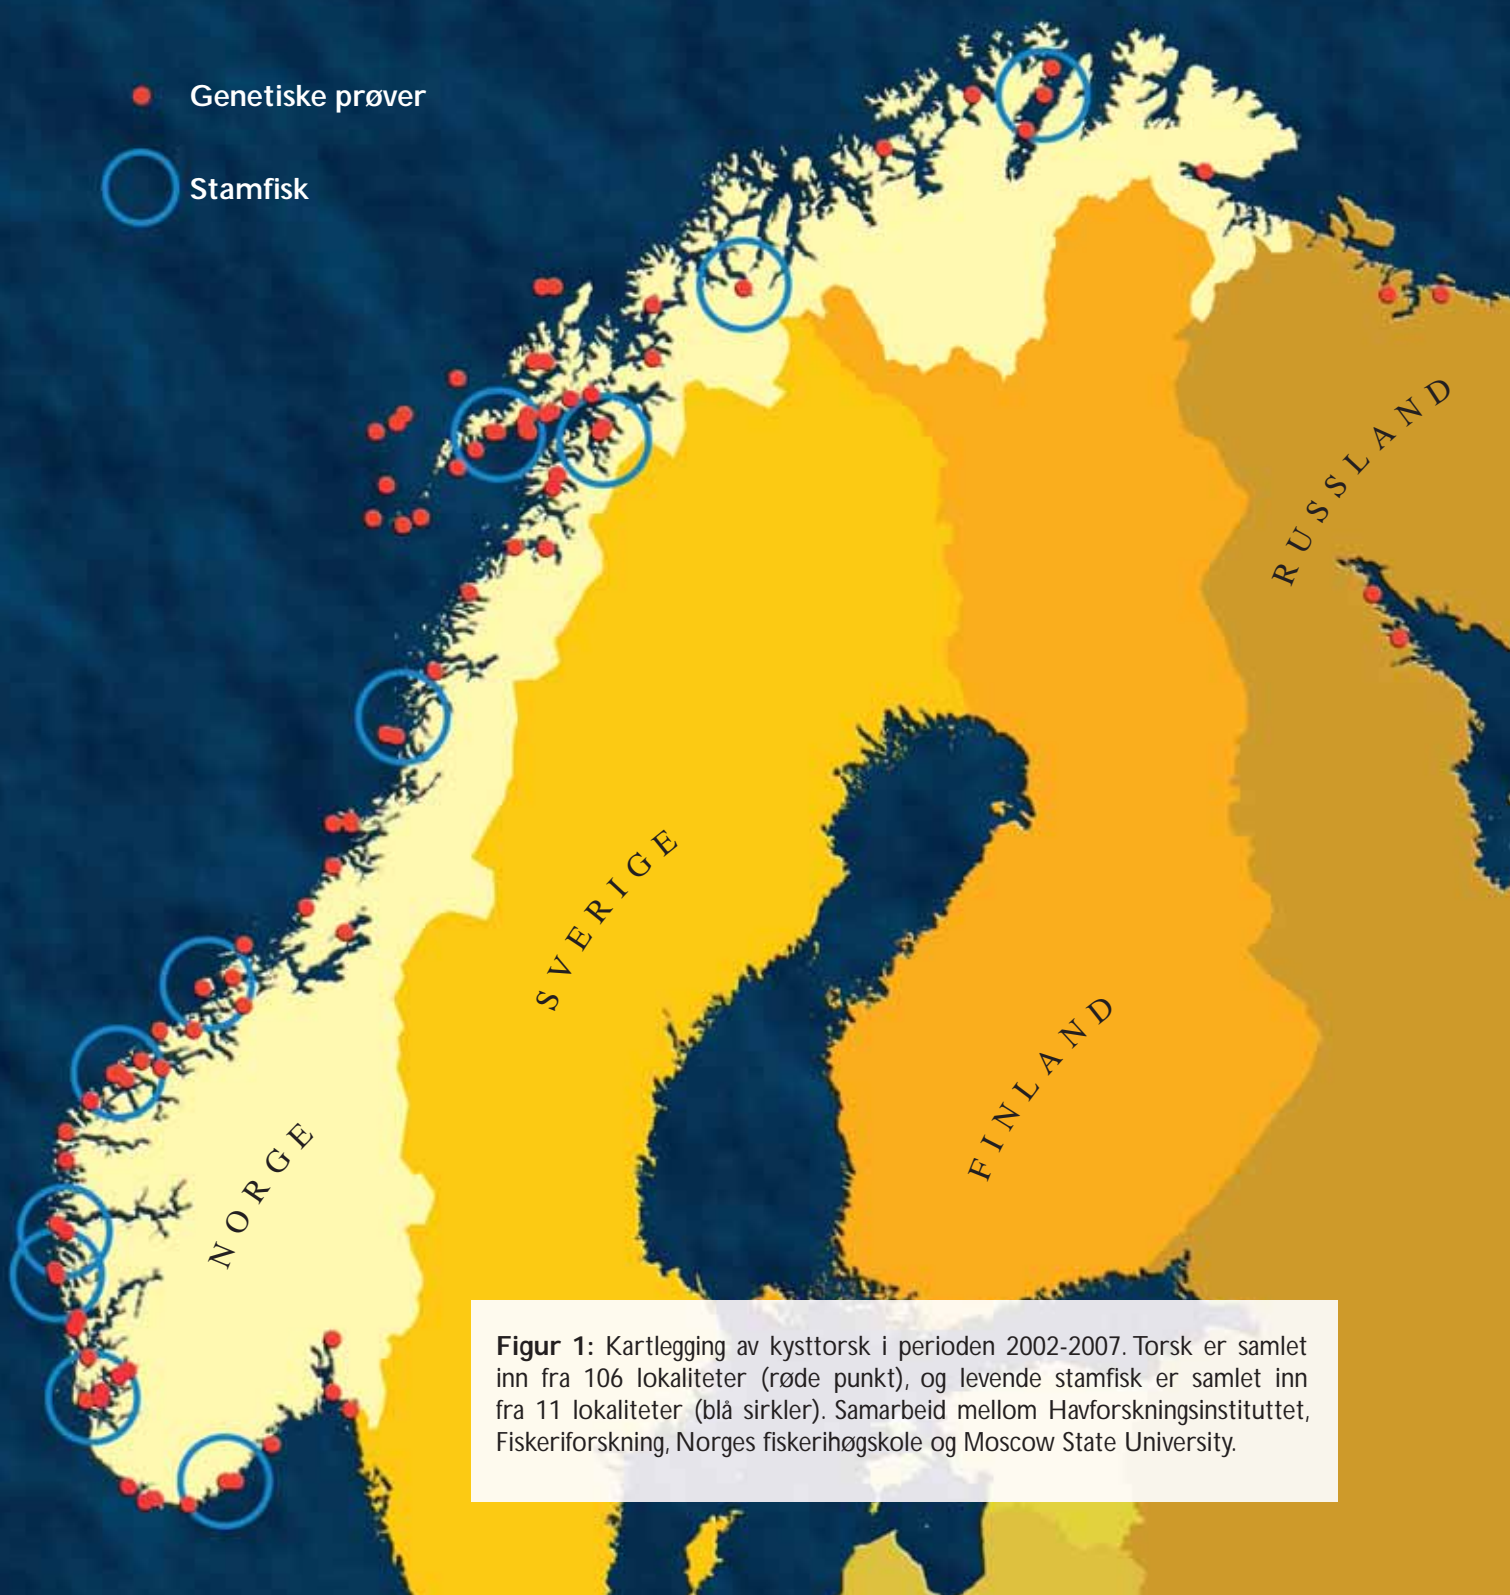 Genetiske prøver
Stamfisk
RUSSLAND
SVERIGE
FINLAND
NORGE
Figur 1: Kartlegging av kysttorsk i perioden 2002-2007. Torsk er samlet
inn fra 106 lokaliteter (røde punkt), og levende stamfisk er samlet inn
fra 11 lokaliteter (blå sirkler). Samarbeid mellom Havforskningsinstituttet,
Fiskeriforskning, Norges fiskerihøgskole og Moscow State University.